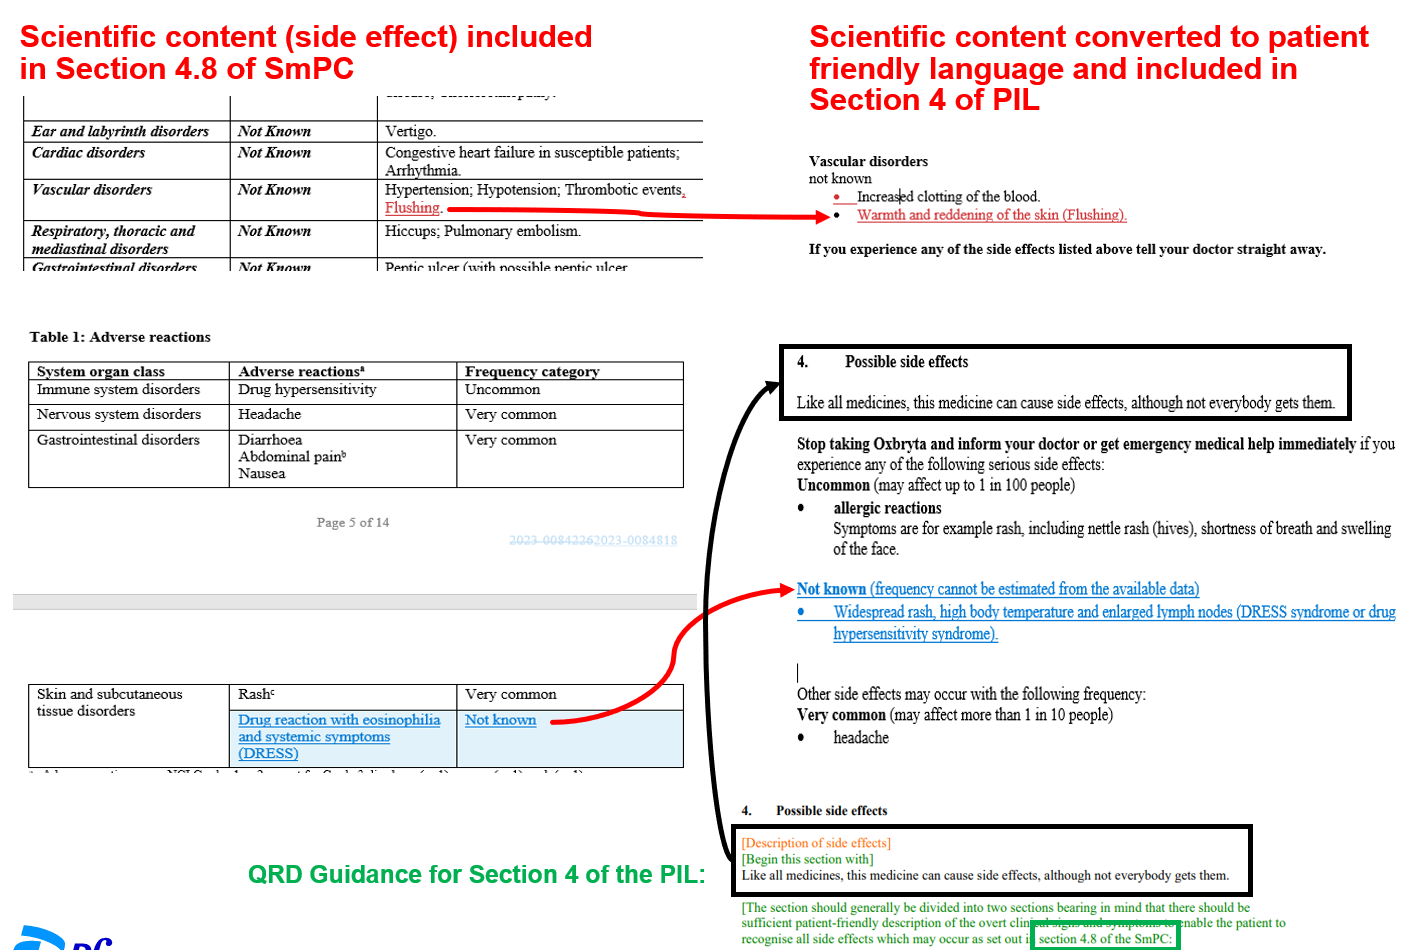 Scientific content (side effect) included
in Section 4.8 of SmPC
Scientific content converted to patient
friendly language and included in
Section 4 of PIL
Ear and labyrinth disorders Not Known Vertigo.
Cardiac disorders Not Known Congestive heart failure in susceptible patients;
Arrhythmia.
Vascular disorders Not Known Hypertension; Hypotension; Thrombotic events,
Flushing.
Respiratory, thoracic and Not Known Hiccups; Pulmonary embolism.
mediastinal disorders
Gastrointestinal disorders Not Known Peptic ulcer (with possible peptic ulcer
Vascular disorders
not known
• Increased clotting of the blood.
• Warmth and reddening of the skin (Flushing).
If you experience any of the side effects listed above tell your doctor straight away.
Table 1: Adverse reactions
System organ class Adverse reactionsᵃ Frequency category
Immune system disorders Drug hypersensitivity Uncommon
Nervous system disorders Headache Very common
Gastrointestinal disorders Diarrhoea Very common
Abdominal painᵇ
Nausea
Page 5 of 14
2023-00842262023-0084818
Skin and subcutaneous Rashᶜ Very common
tissue disorders
Drug reaction with eosinophilia Not known
and systemic symptoms
(DRESS)
4. Possible side effects
Like all medicines, this medicine can cause side effects, although not everybody gets them.
Stop taking Oxbryta and inform your doctor or get emergency medical help immediately if you
experience any of the following serious side effects:
Uncommon (may affect up to 1 in 100 people)
• allergic reactions
Symptoms are for example rash, including nettle rash (hives), shortness of breath and swelling
of the face.
Not known (frequency cannot be estimated from the available data)
• Widespread rash, high body temperature and enlarged lymph nodes (DRESS syndrome or drug
hypersensitivity syndrome).
Other side effects may occur with the following frequency:
Very common (may affect more than 1 in 10 people)
• headache
QRD Guidance for Section 4 of the PIL:
4. Possible side effects
[Description of side effects]
[Begin this section with]
Like all medicines, this medicine can cause side effects, although not everybody gets them.
[The section should generally be divided into two sections bearing in mind that there should be
sufficient patient-friendly description of the overt clinical signs and symptoms to enable the patient to
recognise all side effects which may occur as set out in section 4.8 of the SmPC: